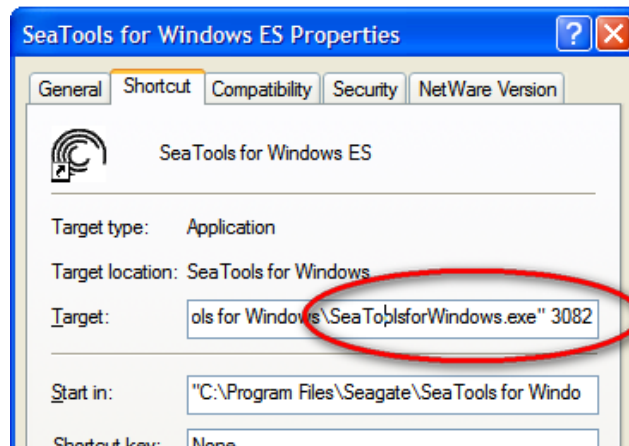 SeaTools for Windows ES Properties
General Shortcut Compatibility Security NetWare Version
SeaTools for Windows ES
Target type: Application
Target location: SeaTools for Windows
Target: ols for Windows\SeaToolsforWindows.exe" 3082
Start in: "C:\Program Files\Seagate\SeaTools for Windo
Shortcut key: None